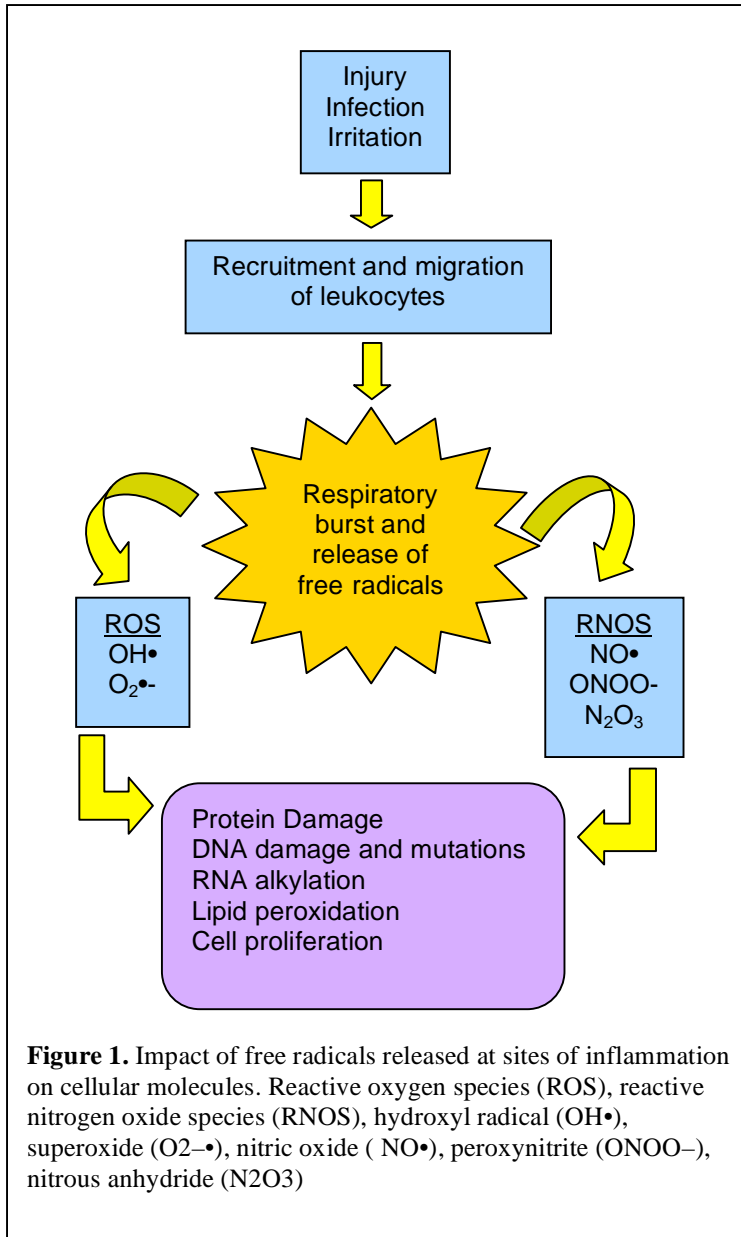 Injury
Infection
Irritation
Recruitment and migration
of leukocytes
Respiratory
burst and
release of
free radicals
ROS
OH•
O₂•-
RNOS
NO•
ONOO-
N₂O₃
Protein Damage
DNA damage and mutations
RNA alkylation
Lipid peroxidation
Cell proliferation
Figure 1. Impact of free radicals released at sites of inflammation
on cellular molecules. Reactive oxygen species (ROS), reactive
nitrogen oxide species (RNOS), hydroxyl radical (OH•),
superoxide (O2–•), nitric oxide ( NO•), peroxynitrite (ONOO–),
nitrous anhydride (N2O3)